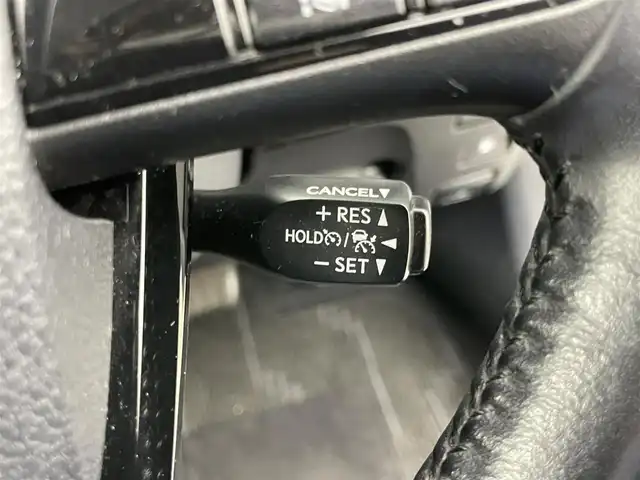 CANCEL▼
+ RES ▲
HOLD / ◀
− SET ▼